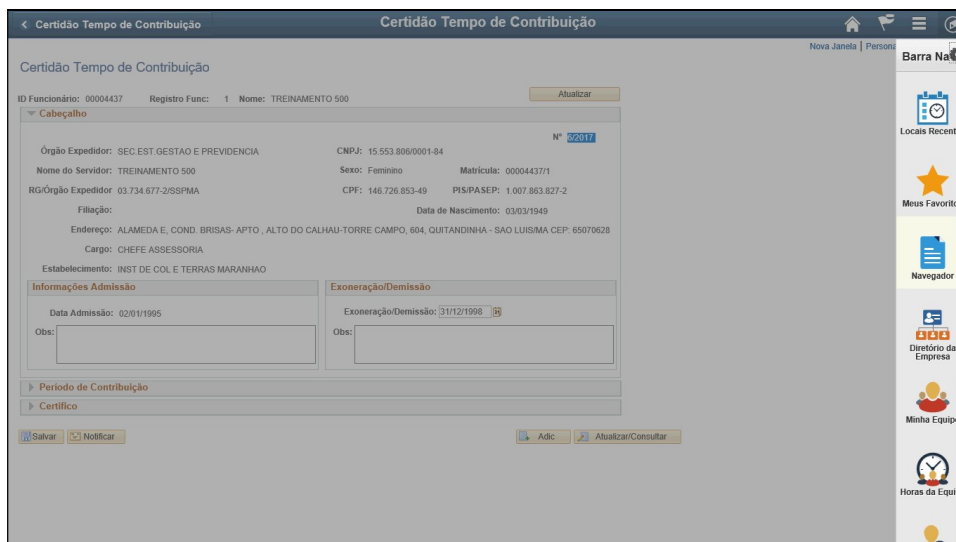 Certidão Tempo de Contribuição
Certidão Tempo de Contribuição
Nova Janela | Persona
Barra Na
Certidão Tempo de Contribuição
ID Funcionário: 00004437 Registro Func: 1 Nome: TREINAMENTO 500
Atualizar
Cabeçalho
Nº 6/2017
Órgão Expedidor: SEC.EST.GESTAO E PREVIDENCIA CNPJ: 15.553.806/0001-84
Nome do Servidor: TREINAMENTO 500 Sexo: Feminino Matrícula: 00004437/1
RG/Órgão Expedidor 03.734.677-2/SSPMA CPF: 146.726.853-49 PIS/PASEP: 1.007.863.827-2
Filiação: Data de Nascimento: 03/03/1949
Endereço: ALAMEDA E, COND. BRISAS- APTO , ALTO DO CALHAU-TORRE CAMPO, 604, QUITANDINHA - SAO LUIS/MA CEP: 65070628
Cargo: CHEFE ASSESSORIA
Estabelecimento: INST DE COL E TERRAS MARANHAO
Informações Admissão Exoneração/Demissão
Data Admissão: 02/01/1995 Exoneração/Demissão: 31/12/1998
Obs: Obs:
Período de Contribuição
Certifico
Salvar Notificar Adic Atualizar/Consultar
Locais Recent
Meus Favorito
Navegador
Diretório da
Empresa
Minha Equipe
Horas da Equi